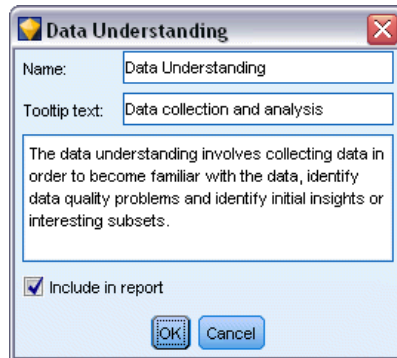 Data Understanding
Name: Data Understanding
Tooltip text: Data collection and analysis
The data understanding involves collecting data in
order to become familiar with the data, identify
data quality problems and identify initial insights or
interesting subsets.
Include in report
OK Cancel